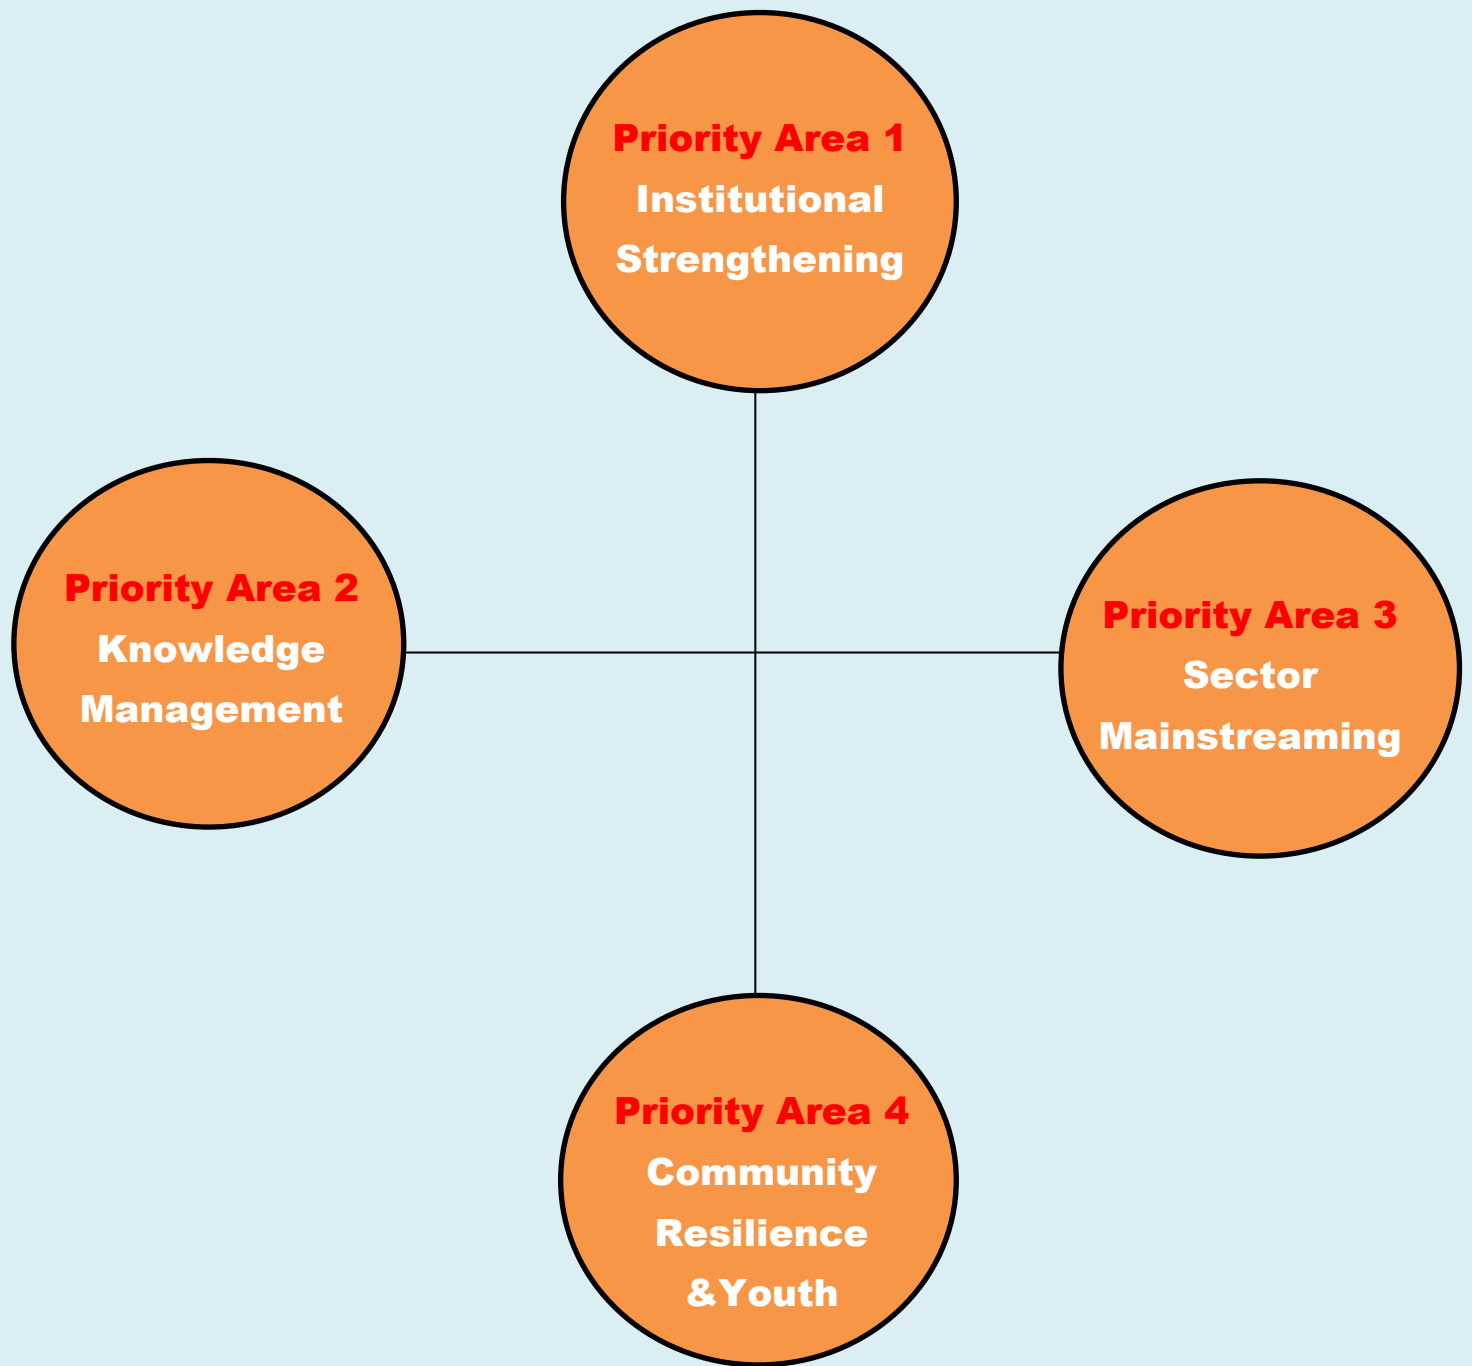 Priority Area 1
Institutional
Strengthening
Priority Area 2
Knowledge
Management
Priority Area 3
Sector
Mainstreaming
Priority Area 4
Community
Resilience
&Youth